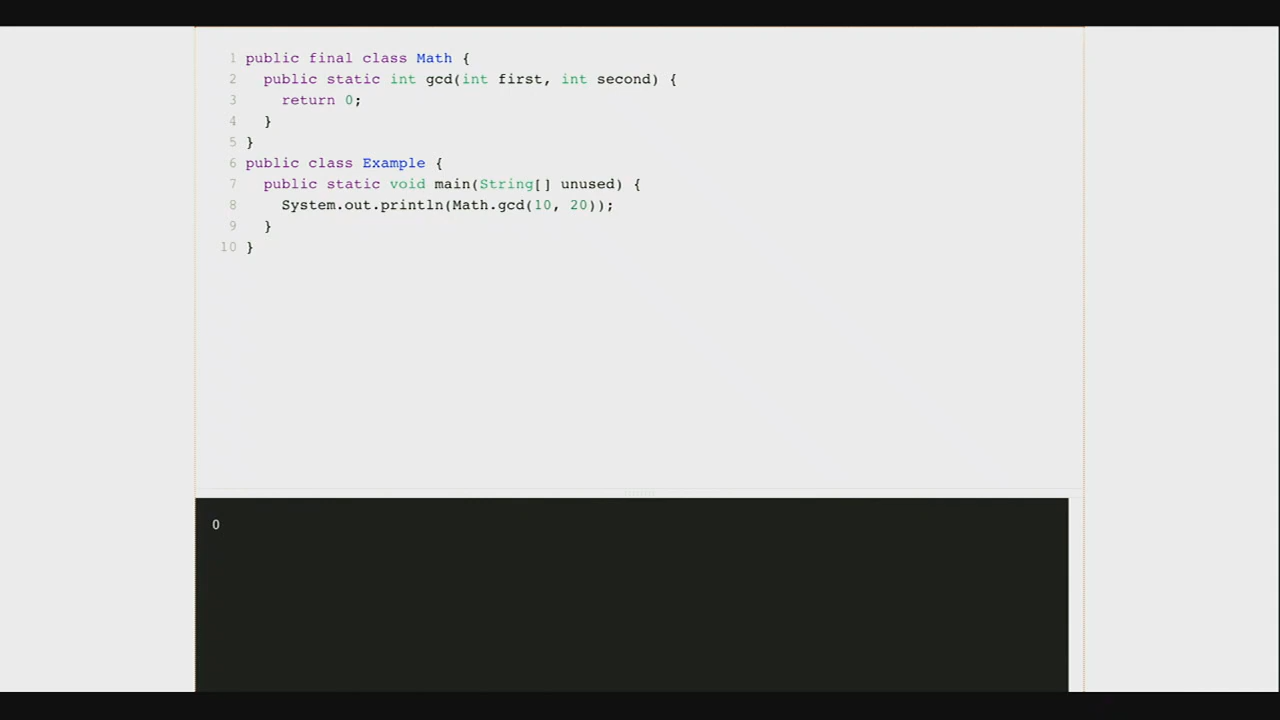 1 public final class Math {
2 public static int gcd(int first, int second) {
3 return 0;
4 }
5 }
6 public class Example {
7 public static void main(String[] unused) {
8 System.out.println(Math.gcd(10, 20));
9 }
10 }
0